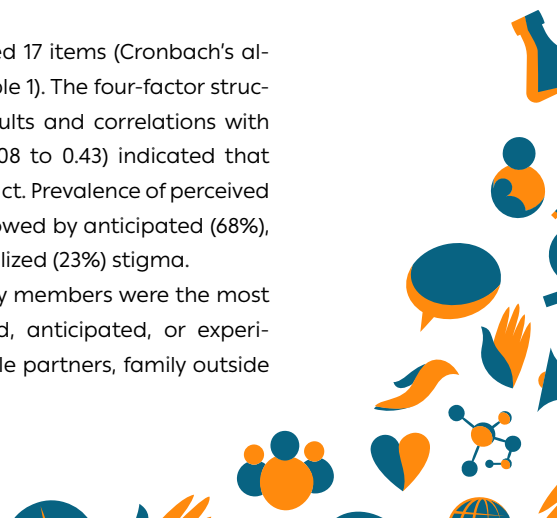 ed 17 items (Cronbach's al-
ble 1). The four-factor struc-
ults and correlations with
08 to 0.43) indicated that
ct. Prevalence of perceived
owed by anticipated (68%),
lized (23%) stigma.
y members were the most
d, anticipated, or experi-
le partners, family outside